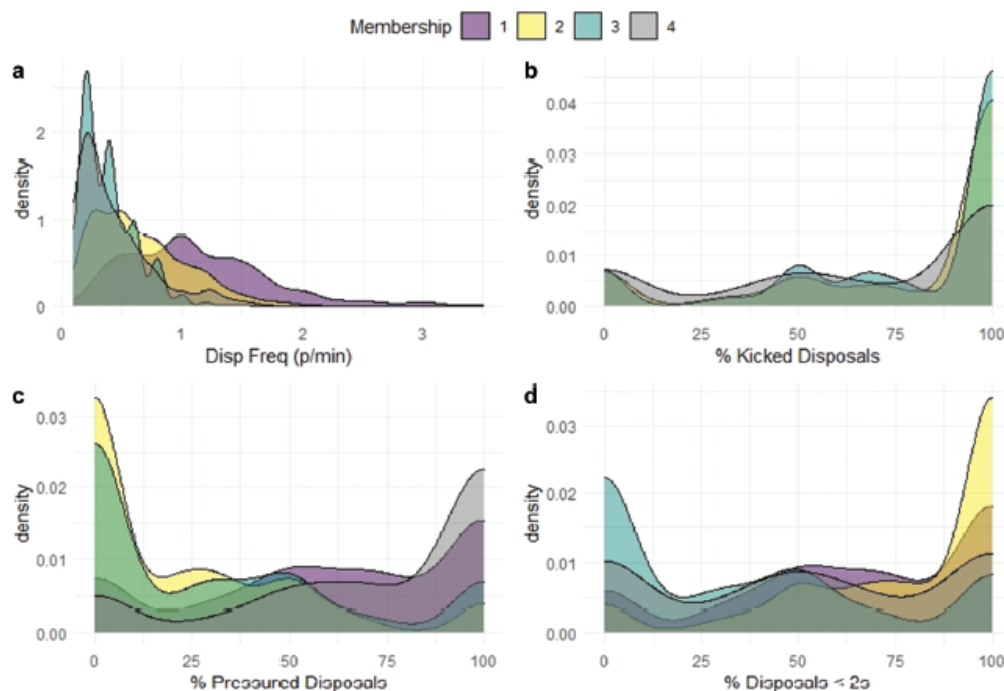 Membership 1 2 3 4
a
2
1
0
density
0 1 2 3
Disp Freq (p/min)
b
0.04
0.03
0.02
0.01
0.00
density
0 25 50 75 100
% Kicked Disposals
c
0.03
0.02
0.01
0.00
density
0 25 50 75 100
% Pressured Disposals
d
0.03
0.02
0.01
0.00
density
0 25 50 75 100
% Disposals < 2s